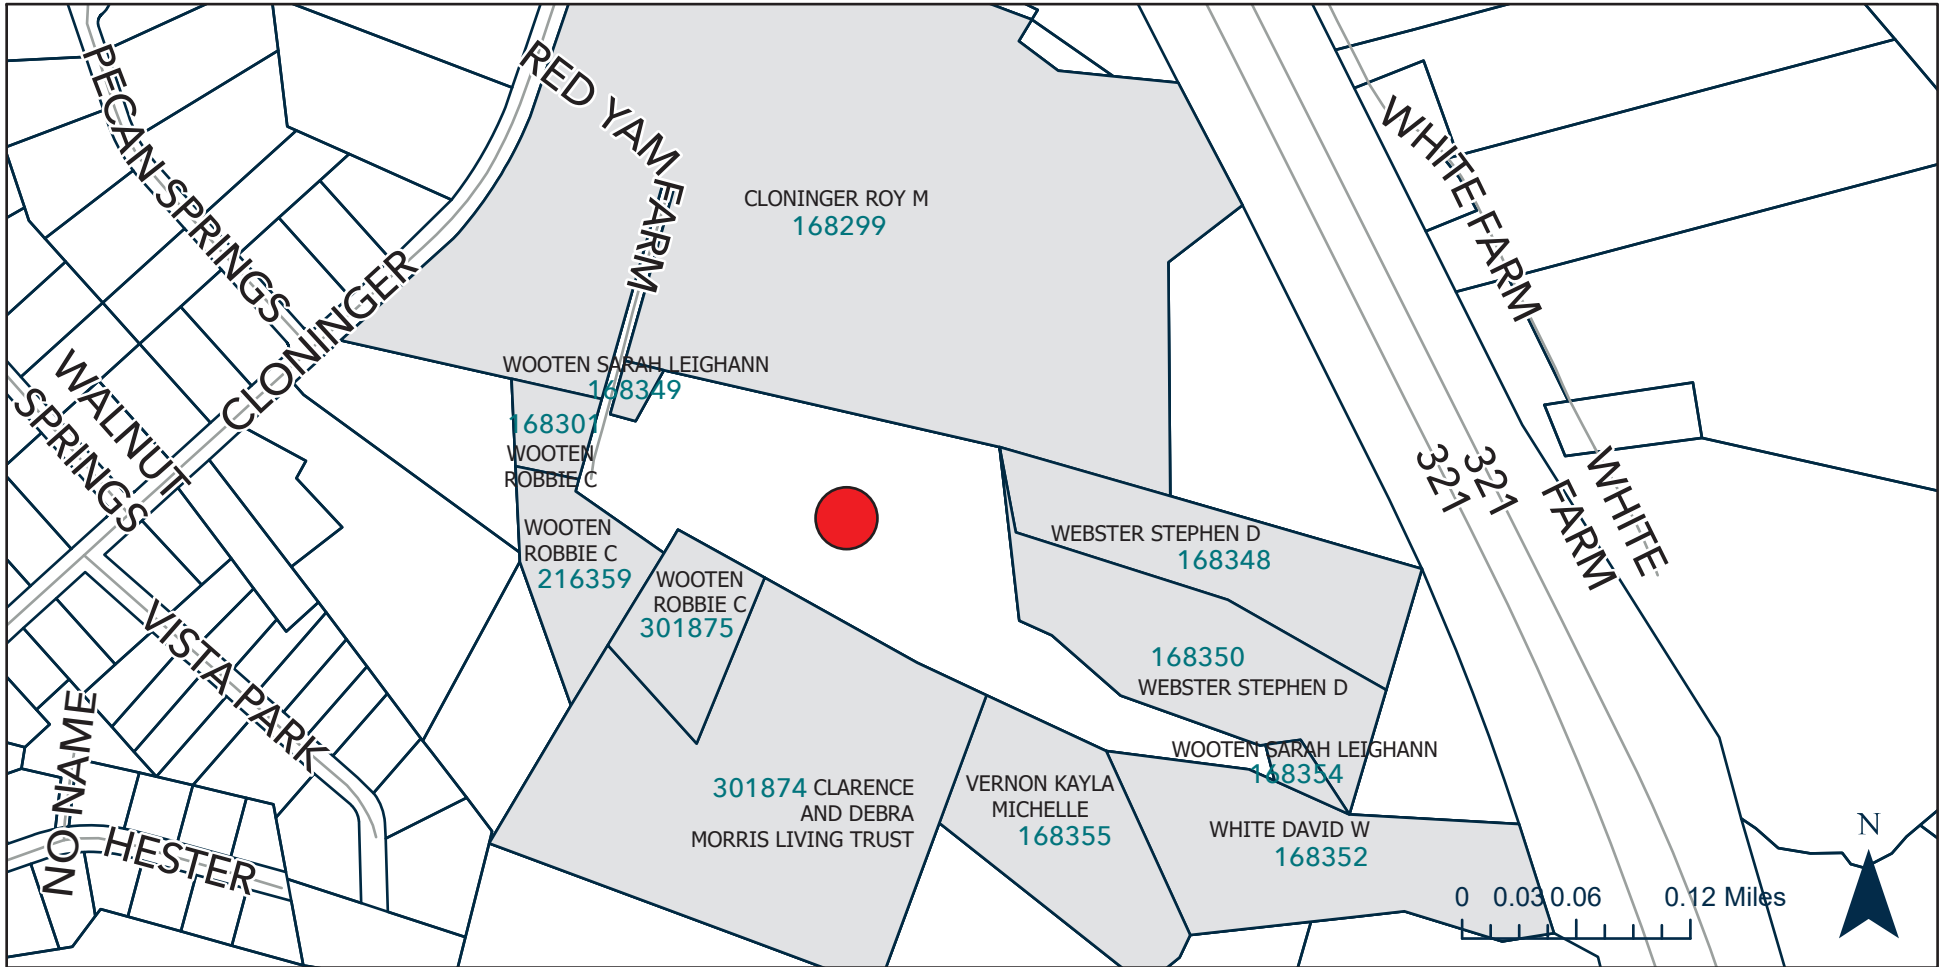 PECAN SPRINGS
RED YAM FARM
WHITE FARM
CLONINGER ROY M
168299
CLONINGER
WOOTEN SARAH LEIGHANN
168349
168301
WOOTEN
ROBBIE C
WALNUT
SPRINGS
321
321
WHITE
FARM
WOOTEN
ROBBIE C
216359
WOOTEN
ROBBIE C
301875
WEBSTER STEPHEN D
168348
168350
WEBSTER STEPHEN D
VISTA PARK
NO NAME
HESTER
WOOTEN SARAH LEIGHANN
168354
301874 CLARENCE
AND DEBRA
MORRIS LIVING TRUST
VERNON KAYLA
MICHELLE
168355
WHITE DAVID W
168352
N
0 0.03 0.06 0.12 Miles